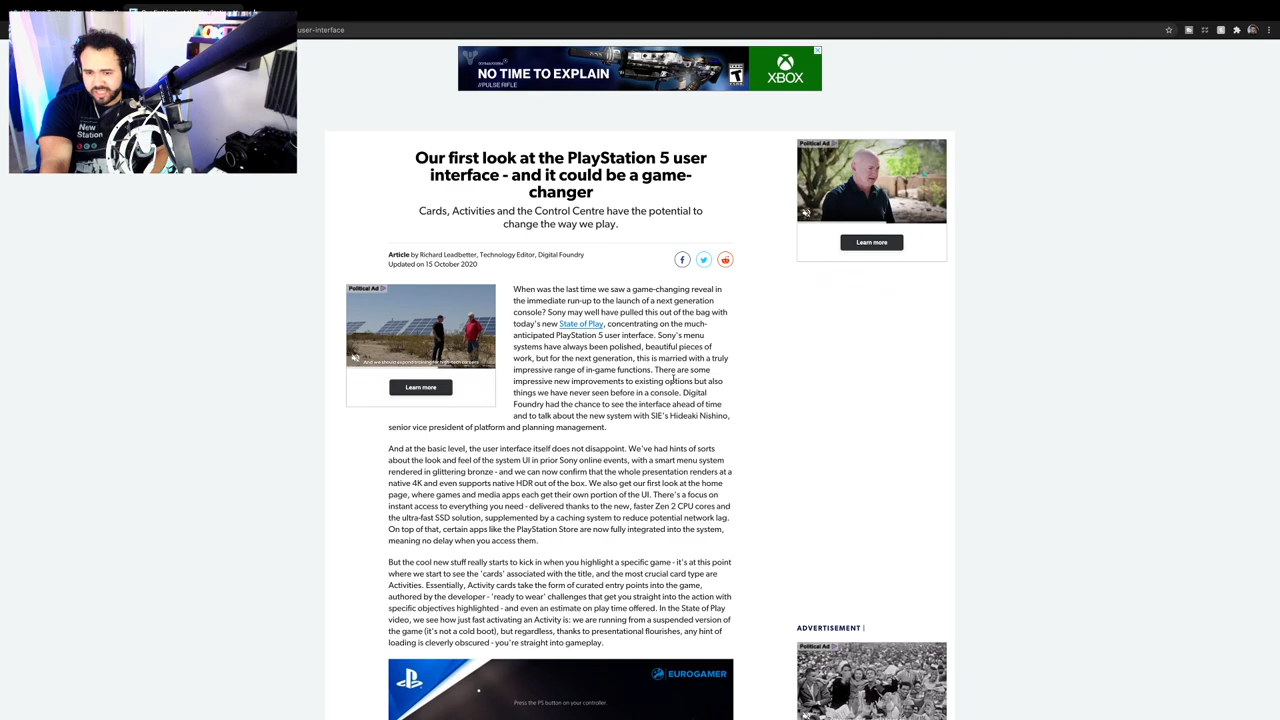 user-interface
NO TIME TO EXPLAIN
//PULSE RIFLE
XBOX
New
Station
Our first look at the PlayStation 5 user
interface - and it could be a game-
changer
Cards, Activities and the Control Centre have the potential to
change the way we play.
Article by Richard Leadbetter, Technology Editor, Digital Foundry
Updated on 15 October 2020
Political Ad
Learn more
Political Ad
And we should expand training for high-tech careers
Learn more
When was the last time we saw a game-changing reveal in
the immediate run-up to the launch of a next generation
console? Sony may well have pulled this out of the bag with
today's new State of Play, concentrating on the much-
anticipated PlayStation 5 user interface. Sony's menu
systems have always been polished, beautiful pieces of
work, but for the next generation, this is married with a truly
impressive range of in-game functions. There are some
impressive new improvements to existing options but also
things we have never seen before in a console. Digital
Foundry had the chance to see the interface ahead of time
and to talk about the new system with SIE's Hideaki Nishino,
senior vice president of platform and planning management.
And at the basic level, the user interface itself does not disappoint. We've had hints of sorts
about the look and feel of the system UI in prior Sony online events, with a smart menu system
rendered in glittering bronze - and we can now confirm that the whole presentation renders at a
native 4K and even supports native HDR out of the box. We also get our first look at the home
page, where games and media apps each get their own portion of the UI. There's a focus on
instant access to everything you need - delivered thanks to the new, faster Zen 2 CPU cores and
the ultra-fast SSD solution, supplemented by a caching system to reduce potential network lag.
On top of that, certain apps like the PlayStation Store are now fully integrated into the system,
meaning no delay when you access them.
But the cool new stuff really starts to kick in when you highlight a specific game - it's at this point
where we start to see the 'cards' associated with the title, and the most crucial card type are
Activities. Essentially, Activity cards take the form of curated entry points into the game,
authored by the developer - 'ready to wear' challenges that get you straight into the action with
specific objectives highlighted - and even an estimate on play time offered. In the State of Play
video, we see how just fast activating an Activity is: we are running from a suspended version of
the game (it's not a cold boot), but regardless, thanks to presentational flourishes, any hint of
loading is cleverly obscured - you're straight into gameplay.
ADVERTISEMENT |
Political Ad
EUROGAMER
Press the PS button on your controller.